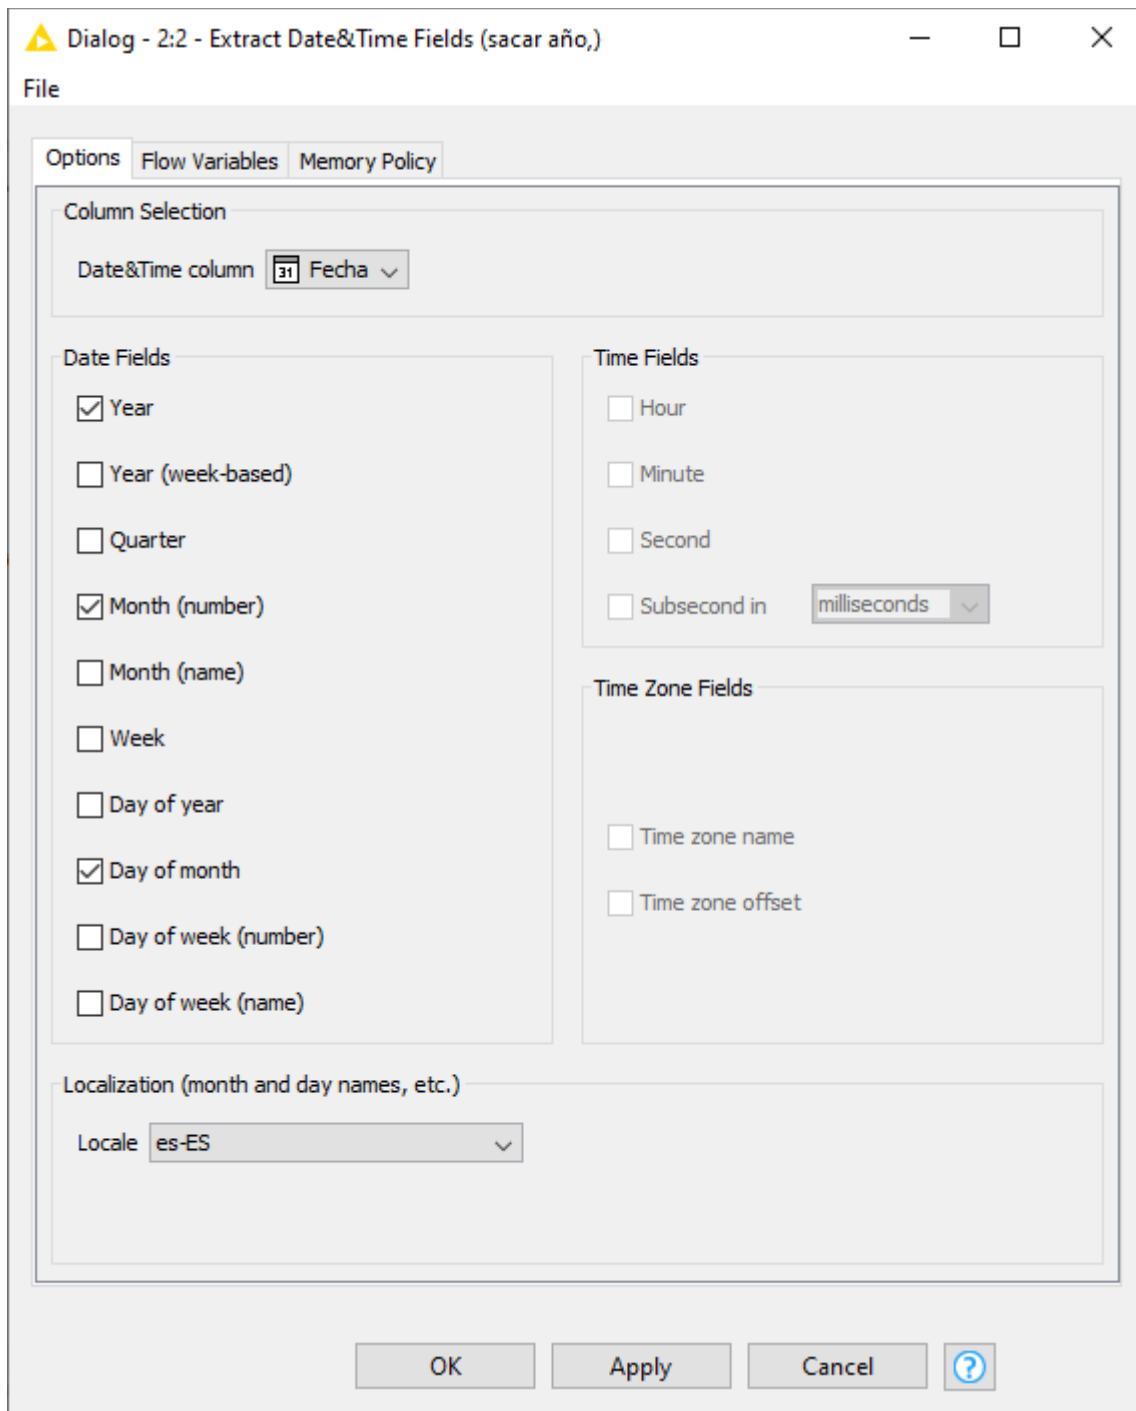 Dialog - 2:2 - Extract Date&Time Fields (sacar año,)
File
Options
Flow Variables
Memory Policy
Column Selection
Date&Time column
31
Fecha
Date Fields
Year
Year (week-based)
Quarter
Month (number)
Month (name)
Week
Day of year
Day of month
Day of week (number)
Day of week (name)
Time Fields
Hour
Minute
Second
Subsecond in
milliseconds
Time Zone Fields
Time zone name
Time zone offset
Localization (month and day names, etc.)
Locale
es-ES
OK
Apply
Cancel
?